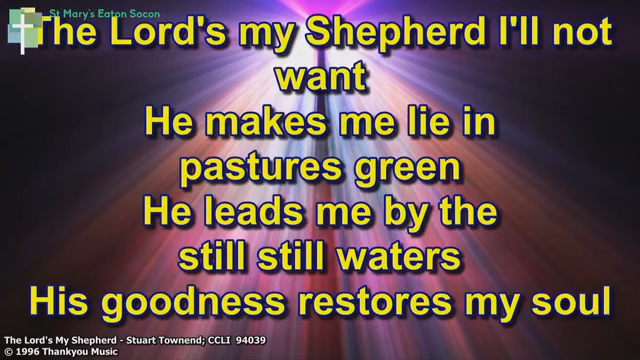 St Mary's Eaton Socon
The Lord's my Shepherd I'll not
want
He makes me lie in
pastures green
He leads me by the
still still waters
His goodness restores my soul
The Lord's My Shepherd - Stuart Townend; CCLI 94039
© 1996 Thankyou Music